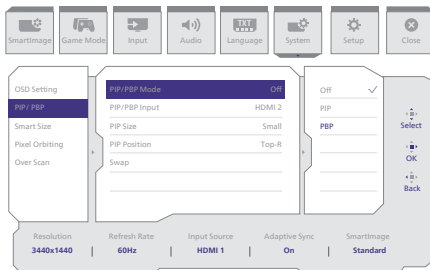 SmartImage
Game Mode
Input
Audio
TXT
Language
System
Setup
Close
OSD Setting
PIP/ PBP
Smart Size
Pixel Orbiting
Over Scan
PIP/PBP Mode Off
PIP/PBP Input HDMI 2
PIP Size Small
PIP Position Top-R
Swap
Off
PIP
PBP
Select
OK
Back
Resolution Refresh Rate Input Source Adaptive Sync SmartImage
3440x1440 | 60Hz | HDMI 1 | On | Standard